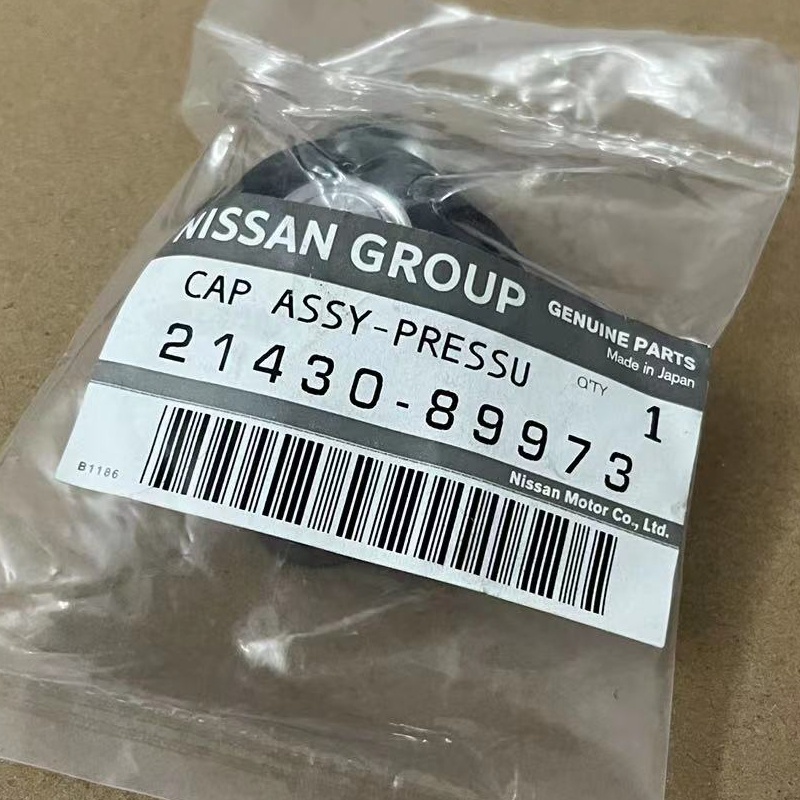 NISSAN GROUP
GENUINE PARTS
Made in Japan
CAP ASSY-PRESSU
Q'TY 1
21430-89973
Nissan Motor Co., Ltd.
B1186